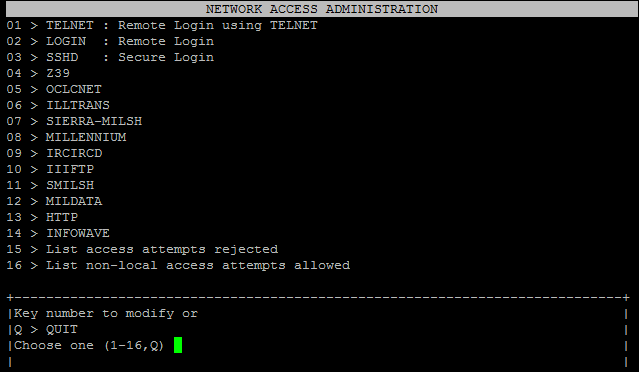 NETWORK ACCESS ADMINISTRATION
01 > TELNET : Remote Login using TELNET
02 > LOGIN  : Remote Login
03 > SSHD   : Secure Login
04 > Z39
05 > OCLCNET
06 > ILLTRANS
07 > SIERRA-MILSH
08 > MILLENNIUM
09 > IRCIRCD
10 > IIIFTP
11 > SMILSH
12 > MILDATA
13 > HTTP
14 > INFOWAVE
15 > List access attempts rejected
16 > List non-local access attempts allowed
Key number to modify or
Q > QUIT
Choose one (1-16,Q)